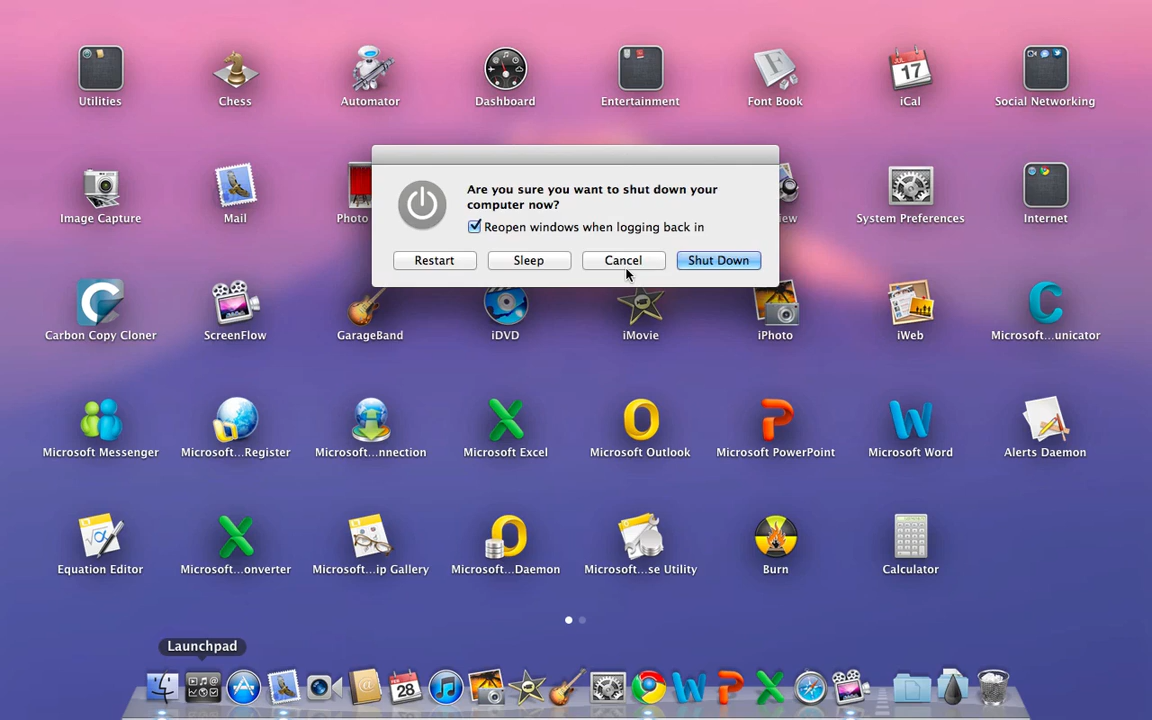 Utilities
Chess
Automator
Dashboard
Entertainment
Font Book
JUL
17
iCal
Social Networking
Are you sure you want to shut down your
computer now?
Reopen windows when logging back in
Restart
Sleep
Cancel
Shut Down
Image Capture
Mail
Photo
view
System Preferences
Internet
Carbon Copy Cloner
ScreenFlow
GarageBand
iDVD
iMovie
iPhoto
iWeb
Microsoft...unicator
Microsoft Messenger
Microsoft...Register
Microsoft...nnection
Microsoft Excel
Microsoft Outlook
Microsoft PowerPoint
Microsoft Word
Alerts Daemon
Equation Editor
Microsoft...onverter
Microsoft...ip Gallery
Microsoft...Daemon
Microsoft...se Utility
Burn
Calculator
Launchpad
FEB
28